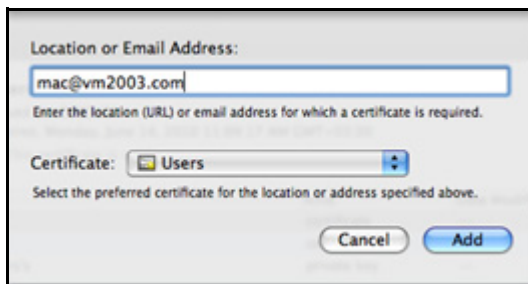 Location or Email Address:
mac@vm2003.com
Enter the location (URL) or email address for which a certificate is required.
Certificate: Users
Select the preferred certificate for the location or address specified above.
Cancel Add